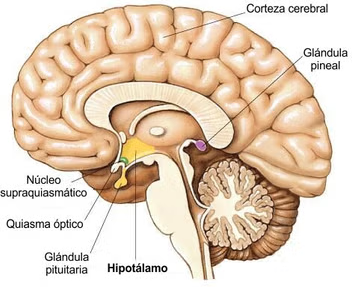 Corteza cerebral
Glándula
pineal
Núcleo
supraquiasmático
Quiasma óptico
Glándula
pituitaria
Hipotálamo